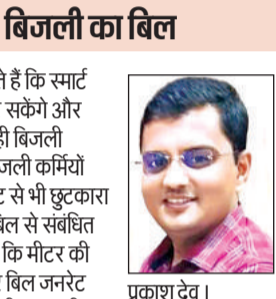 बिजली का बिल
ते हैं कि स्मार्ट
सकेंगे और
ही बिजली
जली कर्मियों
ट से भी छुटकारा
बेल से संबंधित
कि मीटर की
बिल जनरेट
प्रकाश देव।